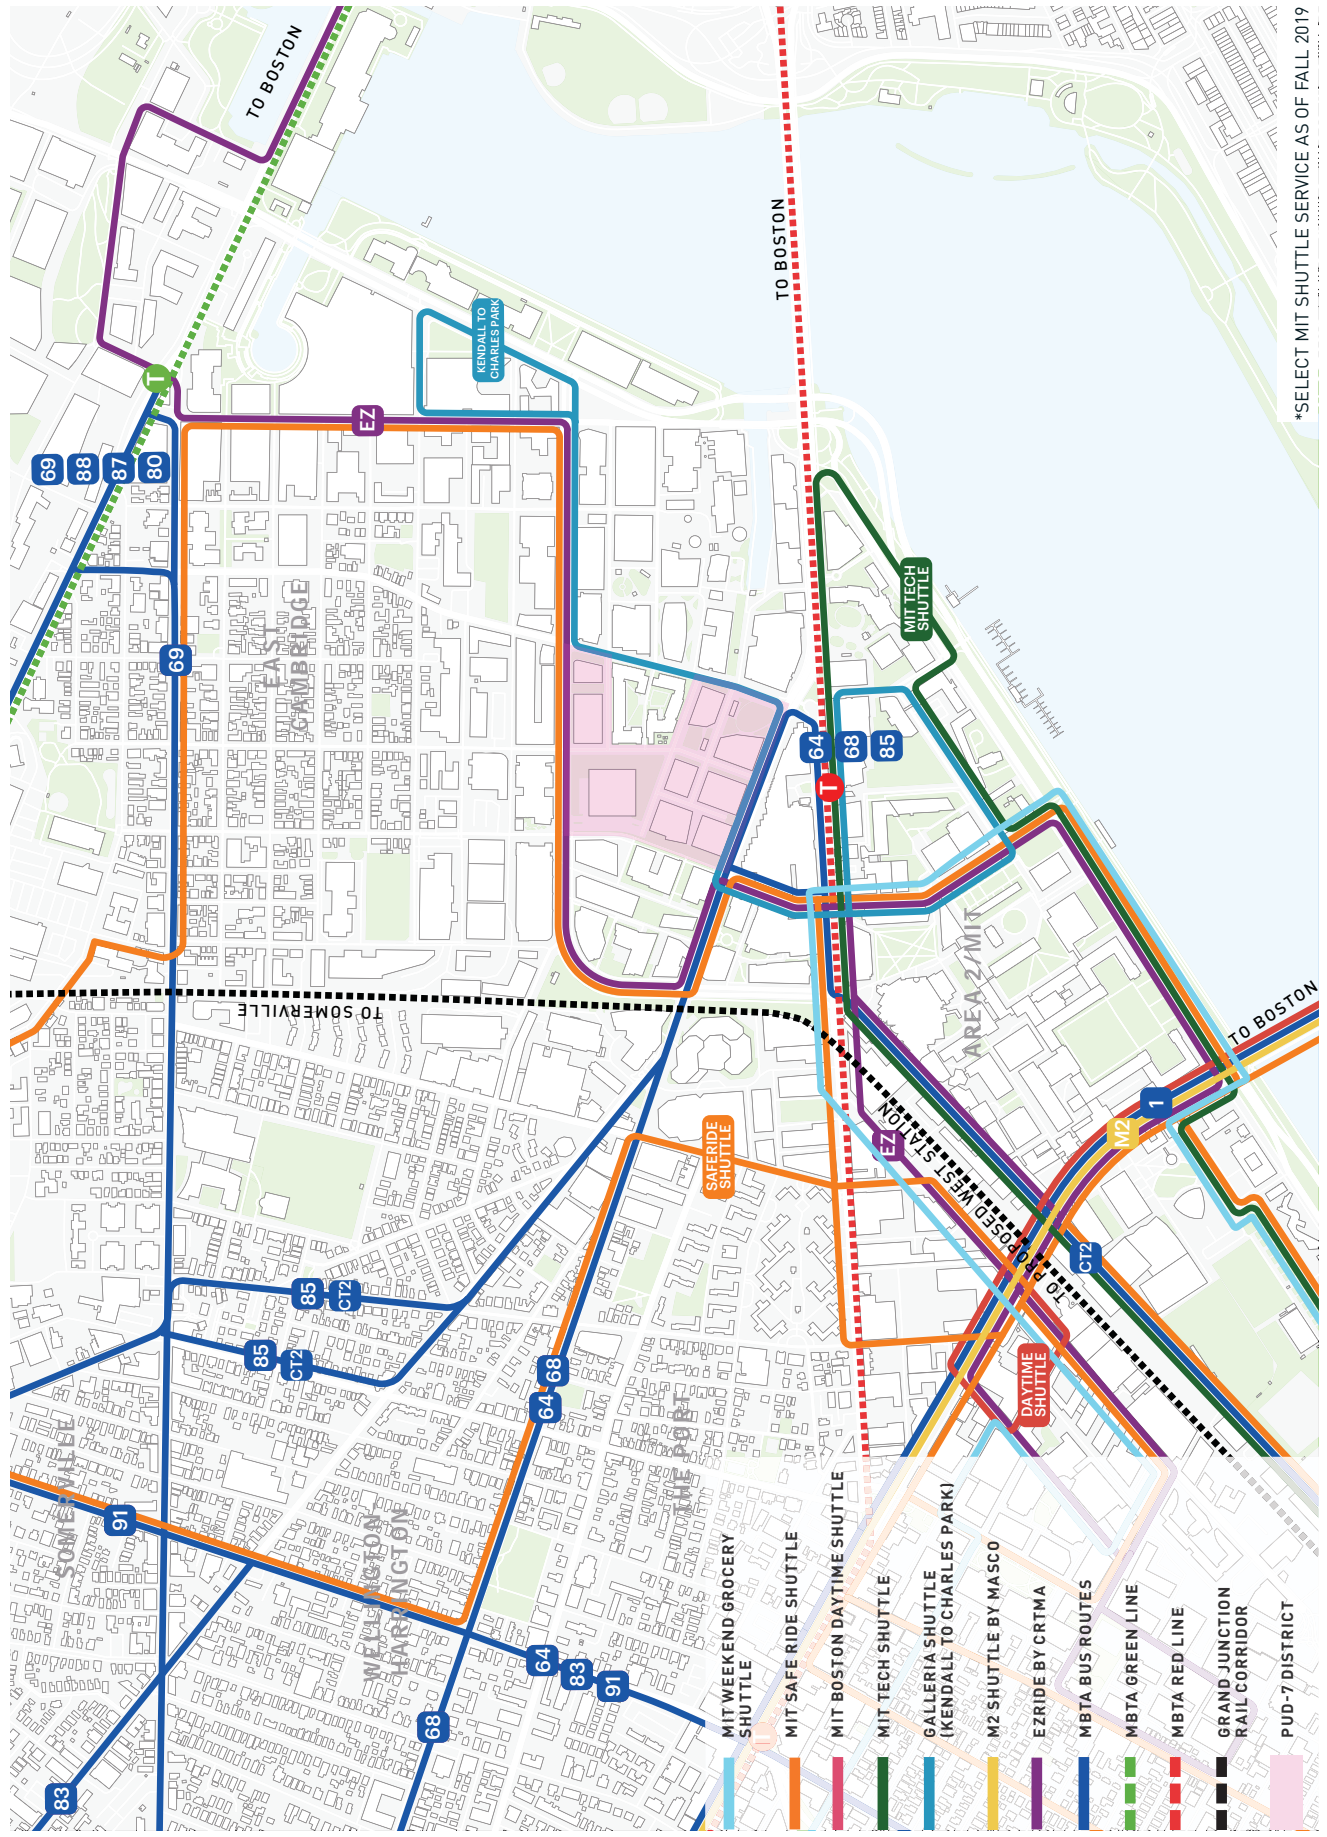 TO BOSTON
T
EZ
KENDALL TO
CHARLES PARK
69
88
87
80
69
EAST
CAMBRIDGE
TO BOSTON
MIT TECH
SHUTTLE
64
68
85
T
TO SOMERVILLE
AREA 2/MIT
TO BOSTON
1
M2
EZ
TO PROPOSED WEST STATION
CT2
SAFERIDE
SHUTTLE
DAYTIME
SHUTTLE
85
CT2
85
CT2
68
64
THE PORT
SOMERVILLE
91
WELLINGTON-
HARRINGTON
64
83
91
68
83
MIT WEEKEND GROCERY
SHUTTLE
MIT SAFE RIDE SHUTTLE
MIT BOSTON DAYTIME SHUTTLE
MIT TECH SHUTTLE
GALLERIA SHUTTLE
(KENDALL TO CHARLES PARK)
M2 SHUTTLE BY MASCO
EZRIDE BY CRTMA
MBTA BUS ROUTES
MBTA GREEN LINE
MBTA RED LINE
GRAND JUNCTION
RAIL CORRIDOR
PUD-7 DISTRICT
*SELECT MIT SHUTTLE SERVICE AS OF FALL 2019